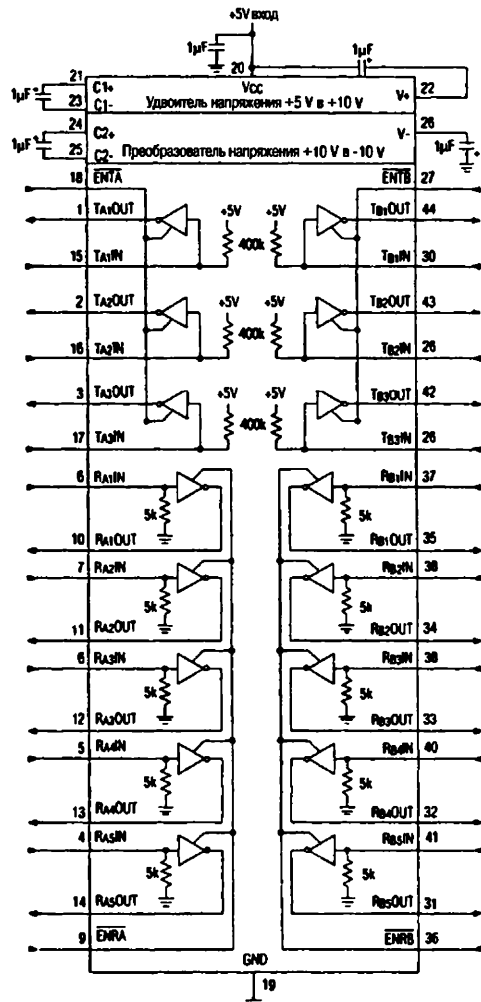 +5V вход
1μF
20
1μF
21 C1+ VCC V+ 22
1μF
23 C1- Удвоитель напряжения +5 V в +10 V
24 C2+ V- 26
1μF 1μF
25 C2- Преобразователь напряжения +10 V в -10 V
18 ENTA ENTB 27
1 TA1OUT +5V +5V TB1OUT 44
400k
15 TA1IN TB1IN 30
2 TA2OUT +5V +5V TB2OUT 43
400k
16 TA2IN TB2IN 26
3 TA3OUT +5V +5V TB3OUT 42
400k
17 TA3IN TB3IN 26
6 RA1IN RB1IN 37
5k 5k
10 RA1OUT RB1OUT 35
7 RA2IN RB2IN 38
5k 5k
11 RA2OUT RB2OUT 34
6 RA3IN RB3IN 38
5k 5k
12 RA3OUT RB3OUT 33
5 RA4IN RB4IN 40
5k 5k
13 RA4OUT RB4OUT 32
4 RA5IN RB5IN 41
5k 5k
14 RA5OUT RB5OUT 31
9 ENRA ENRB 36
GND
19